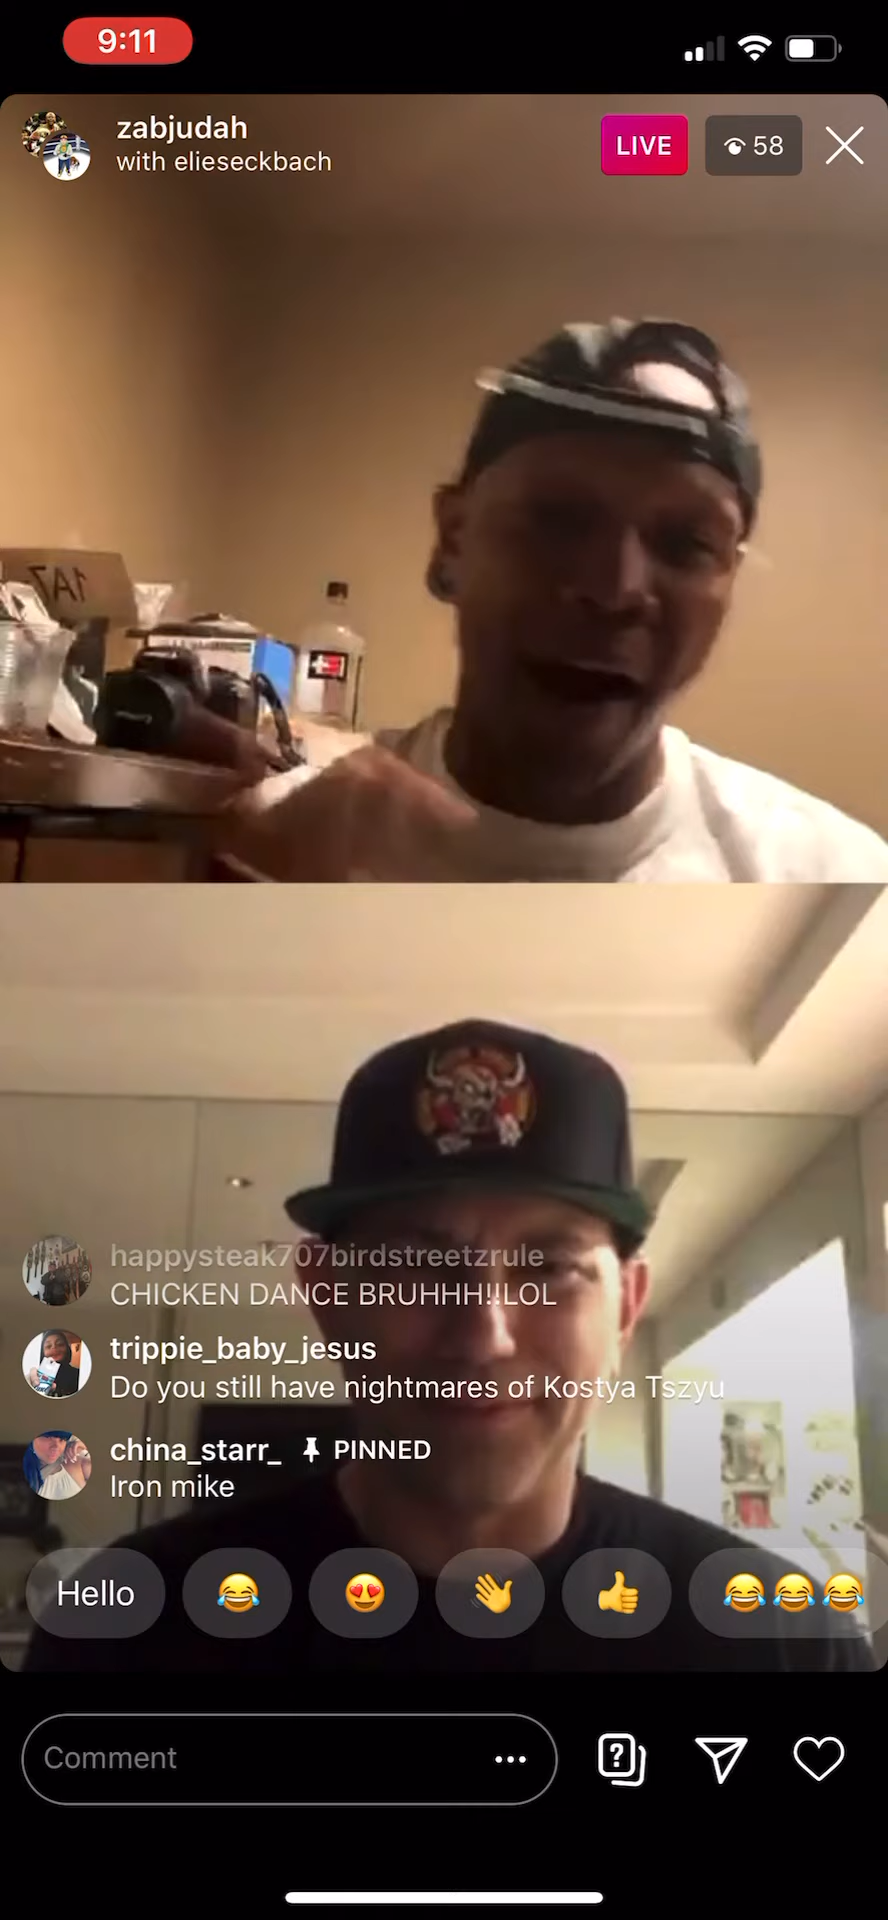 9:11
zabjudah
with elieseckbach
LIVE
58
1A7
happysteak707birdstreetzrule
CHICKEN DANCE BRUHHH!!LOL
trippie_baby_jesus
Do you still have nightmares of Kostya Tszyu
china_starr_ PINNED
Iron mike
Hello
Comment